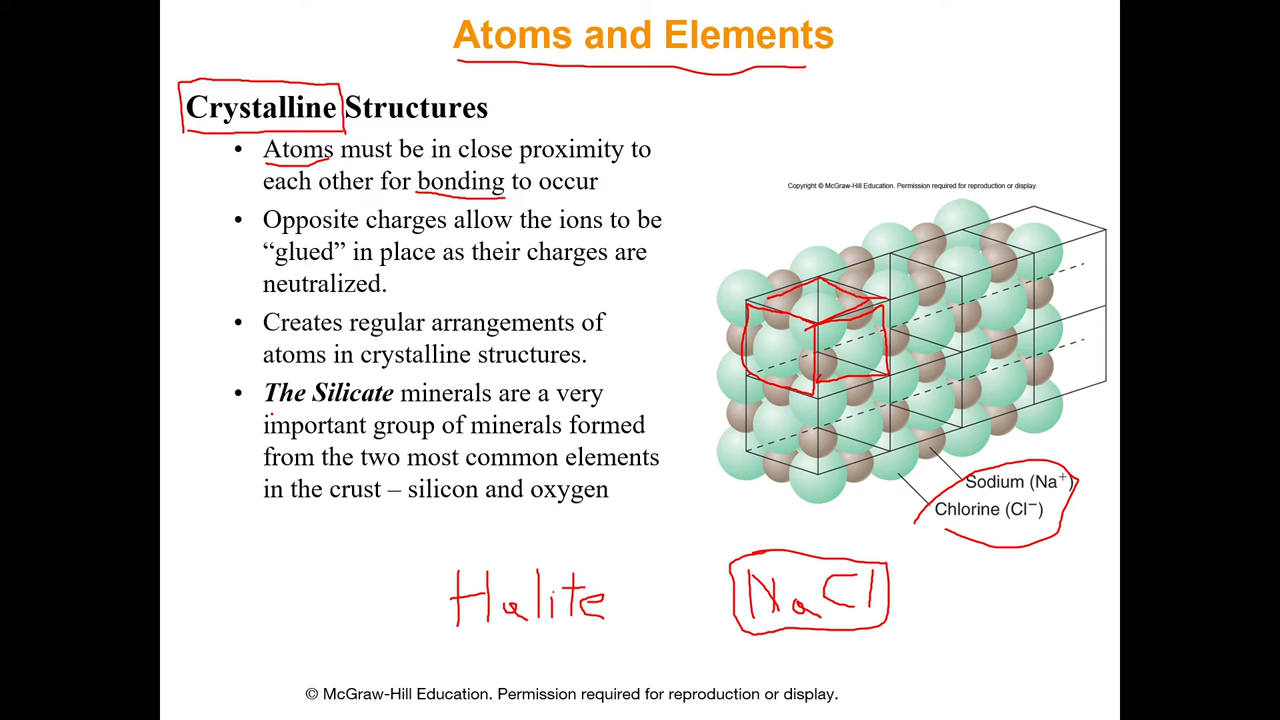 Atoms and Elements
Crystalline Structures
• Atoms must be in close proximity to
each other for bonding to occur
• Opposite charges allow the ions to be
“glued” in place as their charges are
neutralized.
• Creates regular arrangements of
atoms in crystalline structures.
• The Silicate minerals are a very
important group of minerals formed
from the two most common elements
in the crust – silicon and oxygen
Copyright © McGraw-Hill Education. Permission required for reproduction or display.
Sodium (Na⁺)
Chlorine (Cl⁻)
Halite NaCl
© McGraw-Hill Education. Permission required for reproduction or display.